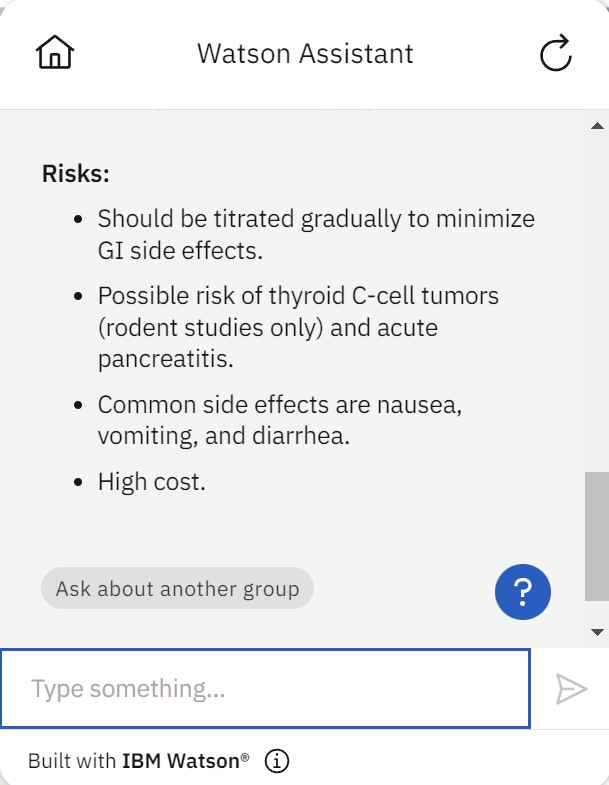 Watson Assistant
Risks:
• Should be titrated gradually to minimize
GI side effects.
• Possible risk of thyroid C-cell tumors
(rodent studies only) and acute
pancreatitis.
• Common side effects are nausea,
vomiting, and diarrhea.
• High cost.
Ask about another group
?
Type something...
Built with IBM Watson®